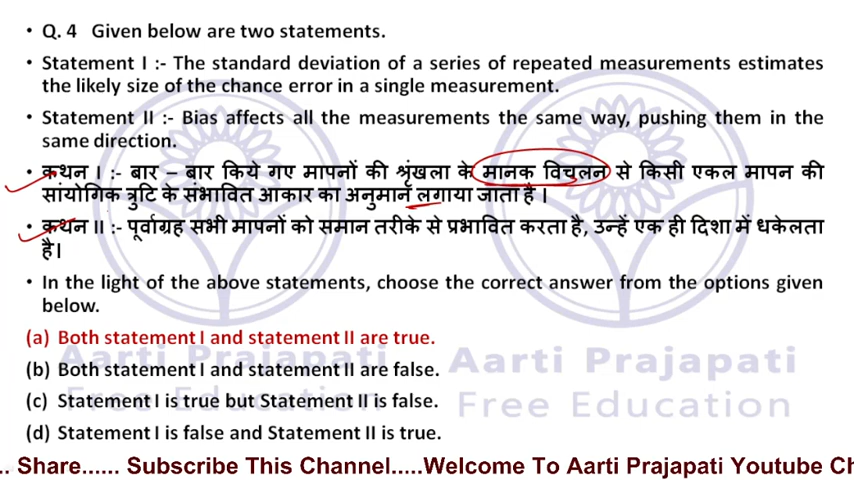 • Q. 4 Given below are two statements.
• Statement I :- The standard deviation of a series of repeated measurements estimates
the likely size of the chance error in a single measurement.
• Statement II :- Bias affects all the measurements the same way, pushing them in the
same direction.
• कथन I :- बार – बार किये गए मापनों की श्रृंखला के मानक विचलन से किसी एकल मापन की
सांयोगिक त्रुटि के संभावित आकार का अनुमान लगाया जाता है ।
• कथन II :- पूर्वाग्रह सभी मापनों को समान तरीके से प्रभावित करता है, उन्हें एक ही दिशा में धकेलता
है।
• In the light of the above statements, choose the correct answer from the options given
below.
(a) Both statement I and statement II are true.
(b) Both statement I and statement II are false.
(c) Statement I is true but Statement II is false.
(d) Statement I is false and Statement II is true.
Aarti Prajapati
Free Education
Aarti Prajapati
Free Education
.. Share...... Subscribe This Channel.....Welcome To Aarti Prajapati Youtube Ch